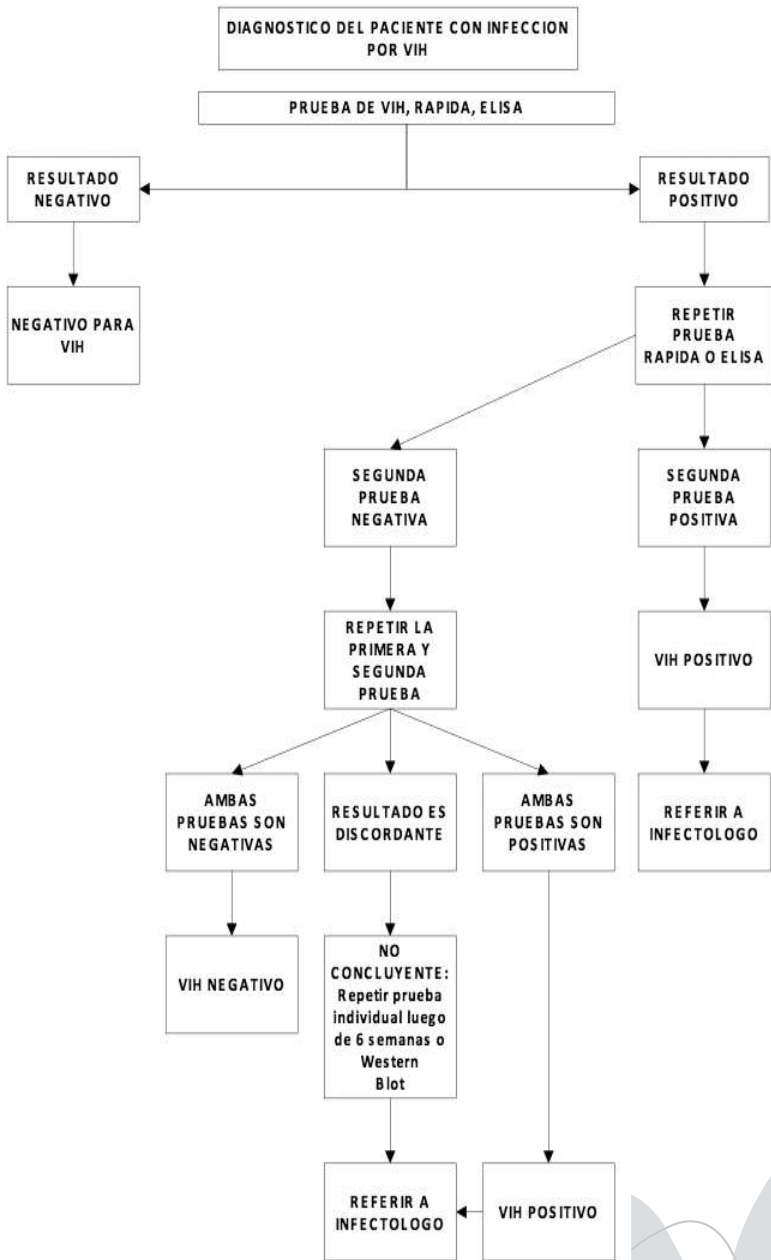 DIAGNOSTICO DEL PACIENTE CON INFECCION
POR VIH
PRUEBA DE VIH, RAPIDA, ELISA
RESULTADO
NEGATIVO
RESULTADO
POSITIVO
NEGATIVO PARA
VIH
REPETIR
PRUEBA
RAPIDA O ELISA
SEGUNDA
PRUEBA
NEGATIVA
SEGUNDA
PRUEBA
POSITIVA
REPETIR LA
PRIMERA Y
SEGUNDA
PRUEBA
VIH POSITIVO
AMBAS
PRUEBAS SON
NEGATIVAS
RESULTADO ES
DISCORDANTE
AMBAS
PRUEBAS SON
POSITIVAS
REFERIR A
INFECTOLOGO
VIH NEGATIVO
NO
CONCLUYENTE:
Repetir prueba
individual luego
de 6 semanas o
Western
Blot
REFERIR A
INFECTOLOGO
VIH POSITIVO